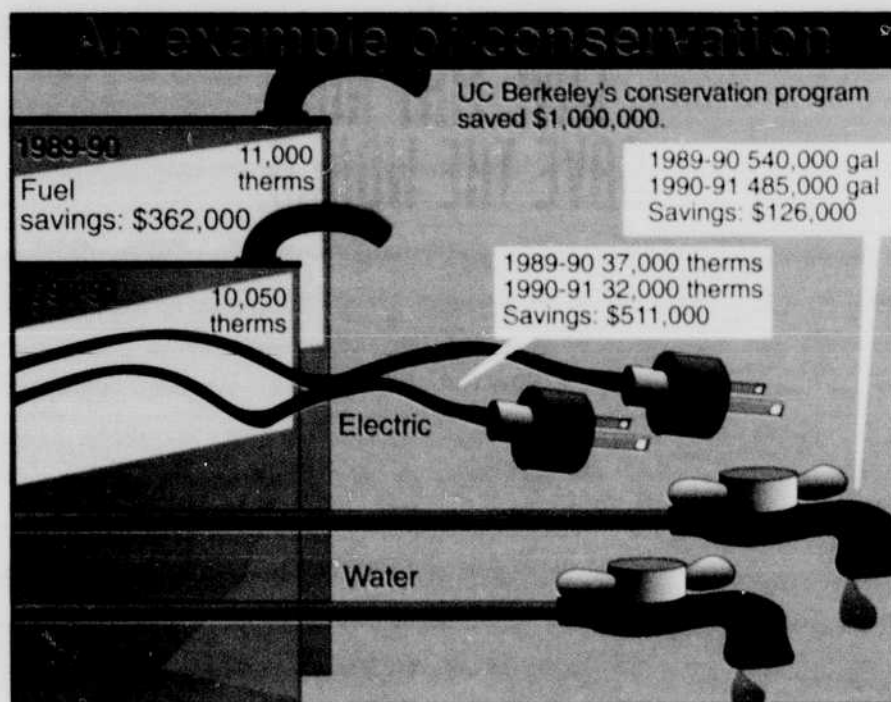 An example of conservation
UC Berkeley's conservation program
saved $1,000,000.
1989-90
11,000
therms
Fuel
savings: $362,000
10,050
therms
1989-90 540,000 gal
1990-91 485,000 gal
Savings: $126,000
1989-90 37,000 therms
1990-91 32,000 therms
Savings: $511,000
Electric
Water